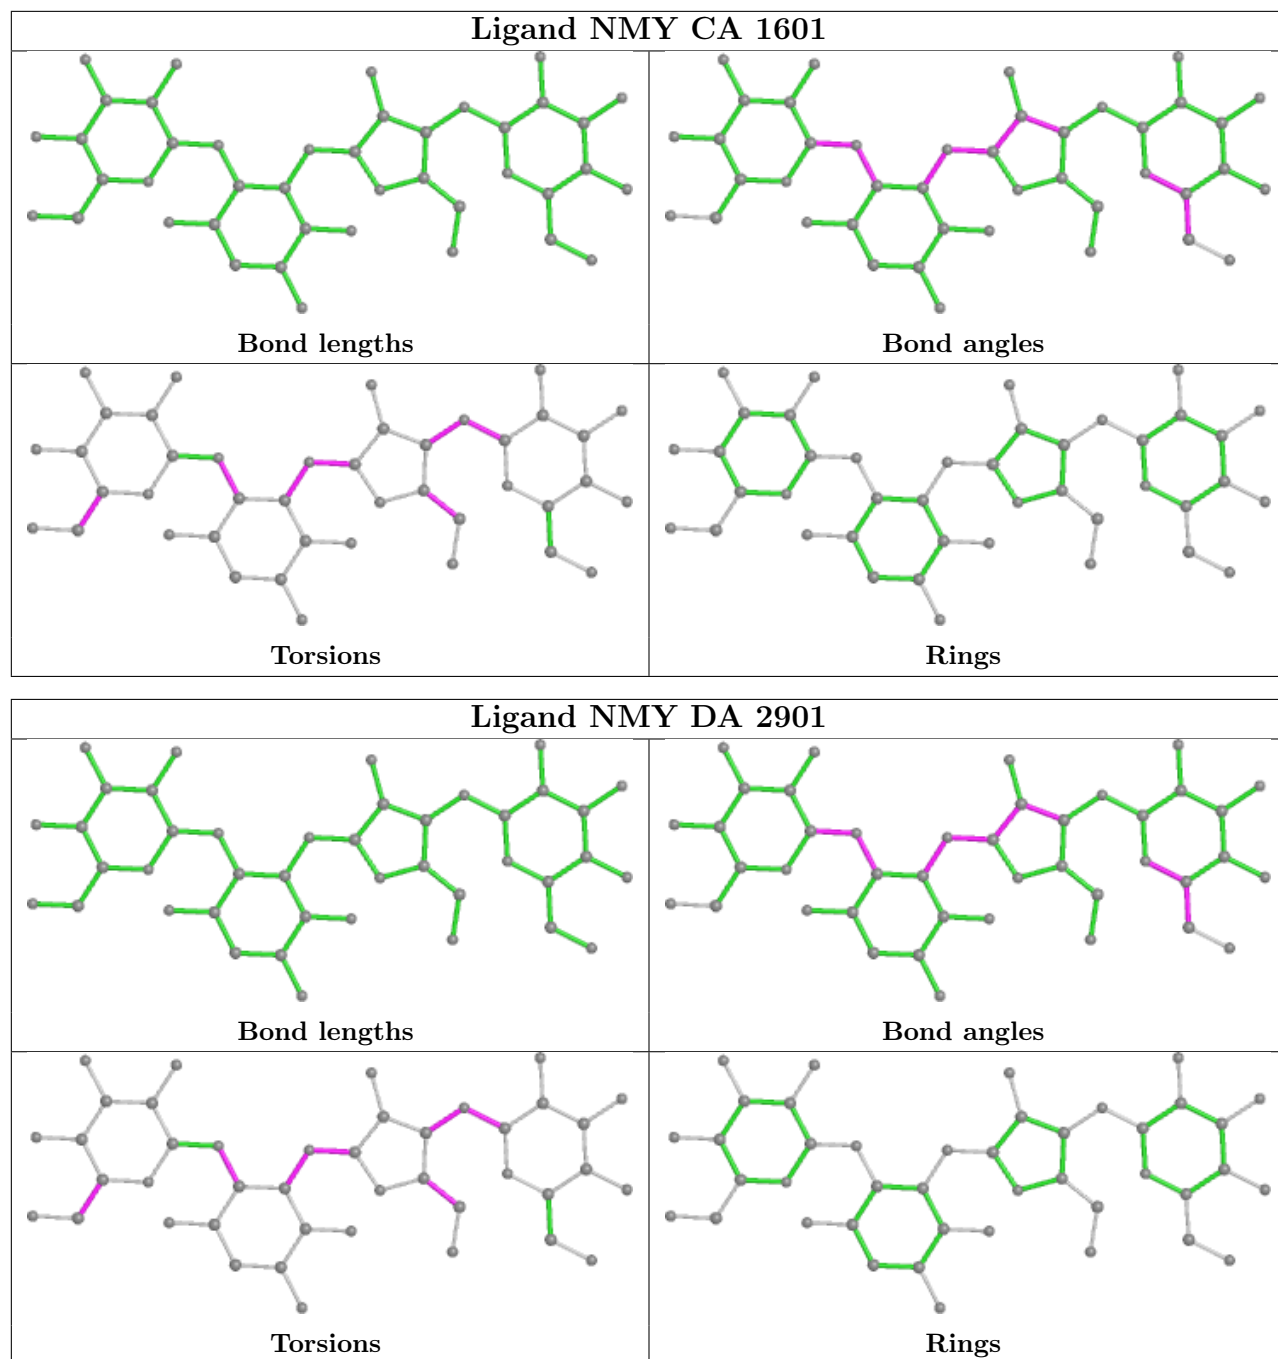 Ligand NMY CA 1601
Bond lengths
Bond angles
Torsions
Rings
Ligand NMY DA 2901
Bond lengths
Bond angles
Torsions
Rings